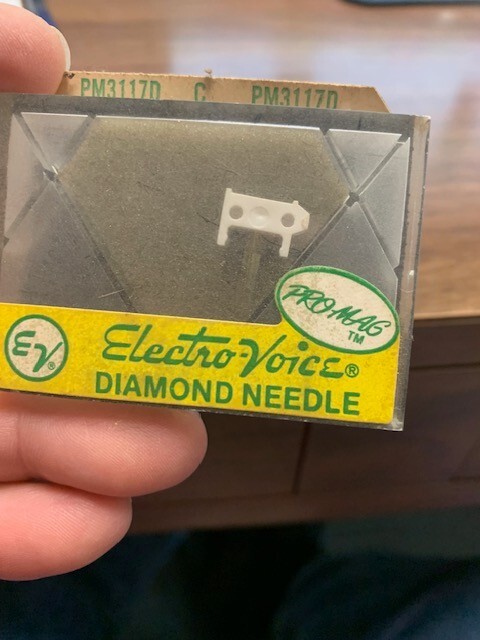 PM3117D C PM3117D
PRO-MAG
TM
EV®
Electro-Voice®
DIAMOND NEEDLE